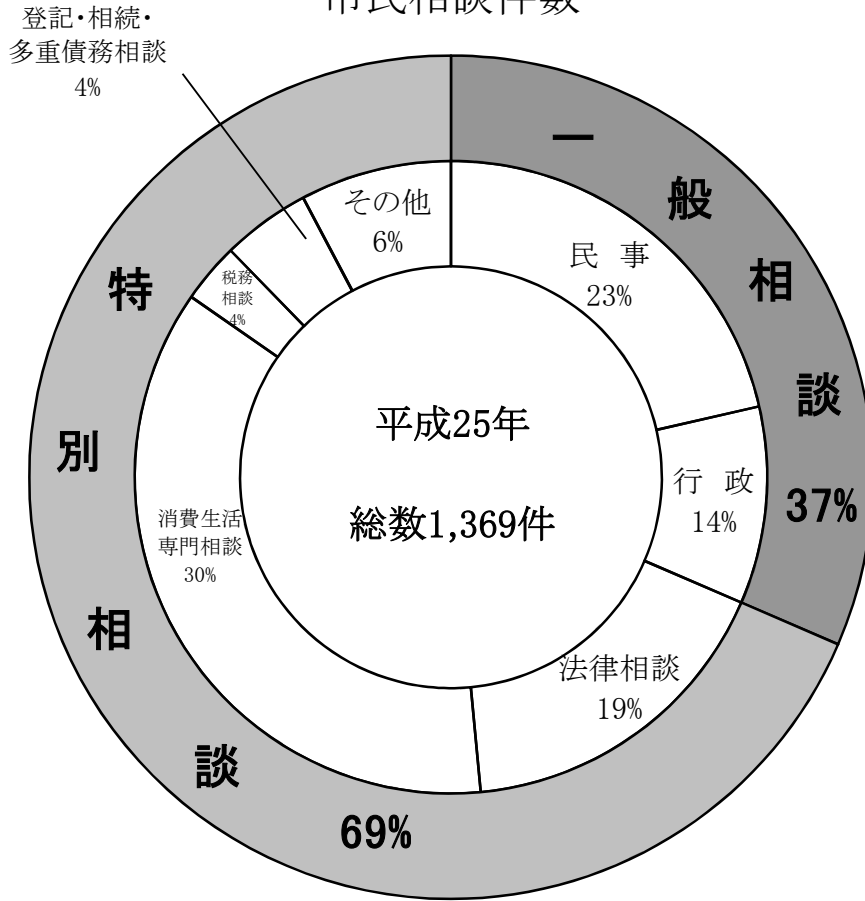 市民相談件数
登記・相続・
多重債務相談
4%
一般相談
37%
民 事
23%
行 政
14%
法律相談
19%
特別相談
69%
消費生活
専門相談
30%
税務
相談
4%
その他
6%
平成25年
総数1,369件